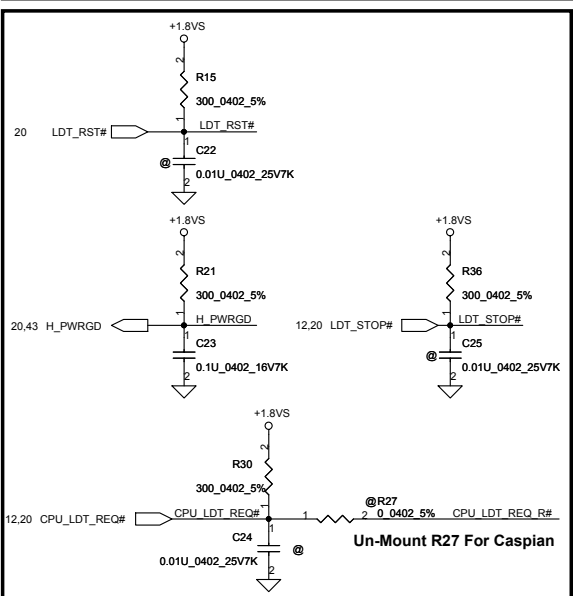 +1.8VS
2
R15
300_0402_5%
1
20 LDT_RST# LDT_RST#
1
C22
@
0.01U_0402_25V7K
2
+1.8VS
2
R21
300_0402_5%
1
20,43 H_PWRGD H_PWRGD
1
C23
0.1U_0402_16V7K
2
+1.8VS
2
R36
300_0402_5%
1
12,20 LDT_STOP# LDT_STOP#
1
C25
@
0.01U_0402_25V7K
2
+1.8VS
2
R30
300_0402_5%
1
@R27
12,20 CPU_LDT_REQ# CPU_LDT_REQ# 1 2 0_0402_5% CPU_LDT_REQ_R#
1
C24 @
0.01U_0402_25V7K
2
Un-Mount R27 For Caspian